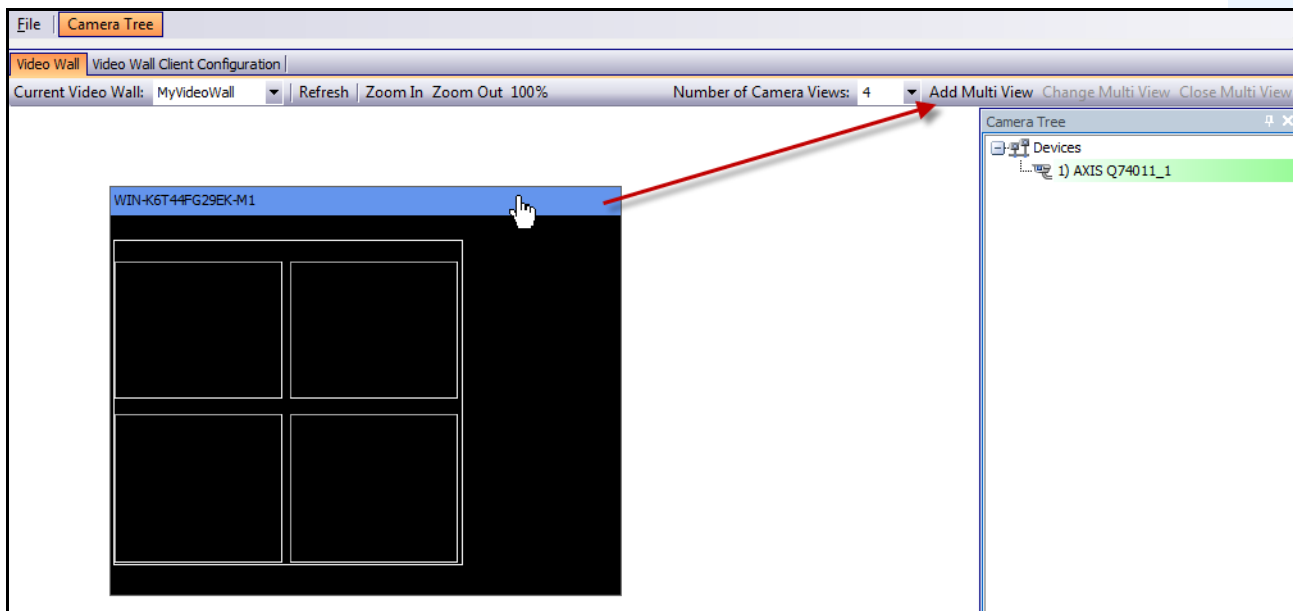 File Camera Tree
Video Wall Video Wall Client Configuration
Current Video Wall: MyVideoWall Refresh Zoom In Zoom Out 100% Number of Camera Views: 4 Add Multi View Change Multi View Close Multi View
Camera Tree
Devices
1) AXIS Q74011_1
WIN-K6T44FG29EK-M1